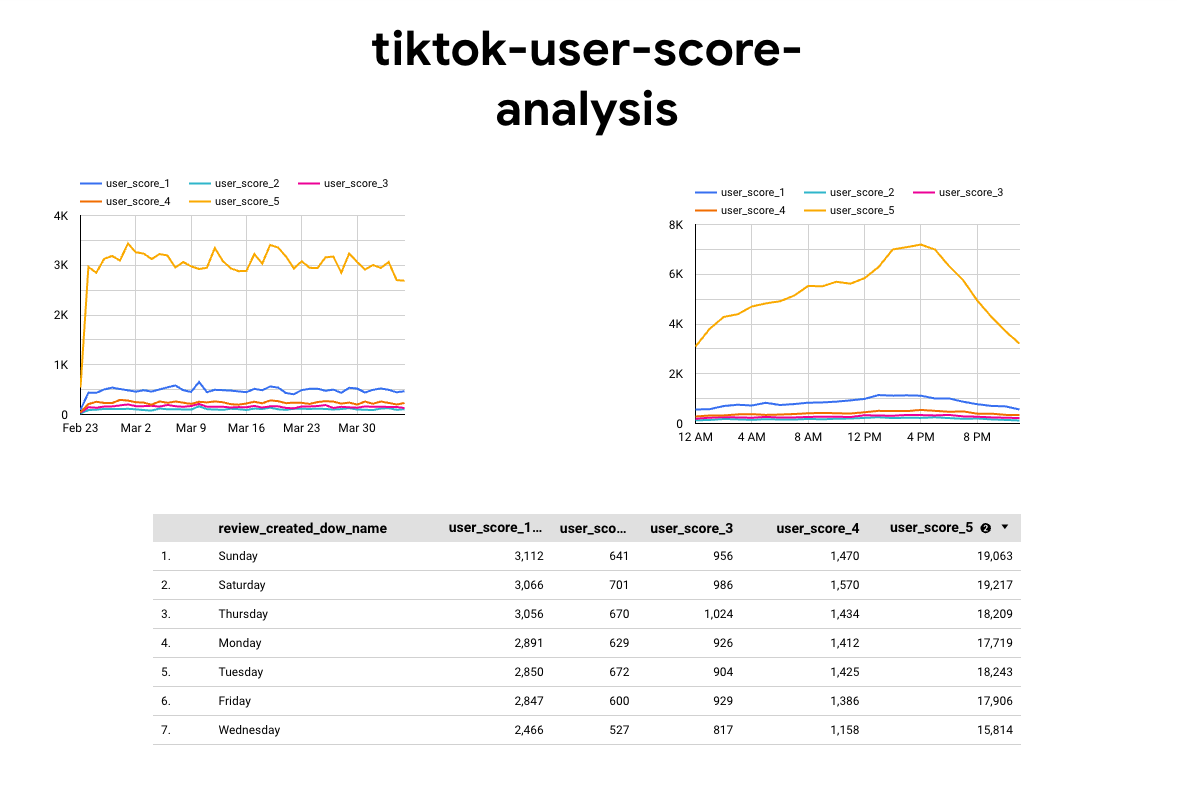 tiktok-user-score-
analysis
user_score_1 user_score_2 user_score_3
user_score_4 user_score_5
4K
3K
2K
1K
0
Feb 23 Mar 2 Mar 9 Mar 16 Mar 23 Mar 30
user_score_1 user_score_2 user_score_3
user_score_4 user_score_5
8K
6K
4K
2K
0
12 AM 4 AM 8 AM 12 PM 4 PM 8 PM
review_created_dow_name user_score_1... user_sco... user_score_3 user_score_4 user_score_5 2
1. Sunday 3,112 641 956 1,470 19,063
2. Saturday 3,066 701 986 1,570 19,217
3. Thursday 3,056 670 1,024 1,434 18,209
4. Monday 2,891 629 926 1,412 17,719
5. Tuesday 2,850 672 904 1,425 18,243
6. Friday 2,847 600 929 1,386 17,906
7. Wednesday 2,466 527 817 1,158 15,814